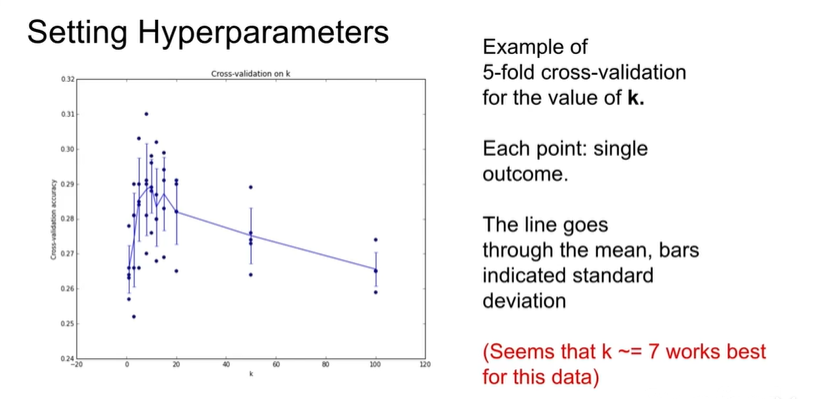 Setting Hyperparameters
Cross-validation on k
0.32
0.31
0.30
0.29
0.28
0.27
0.26
0.25
0.24
Cross-validation accuracy
−20
0
20
40
60
80
100
120
k
Example of
5-fold cross-validation
for the value of k.
Each point: single
outcome.
The line goes
through the mean, bars
indicated standard
deviation
(Seems that k ~= 7 works best
for this data)